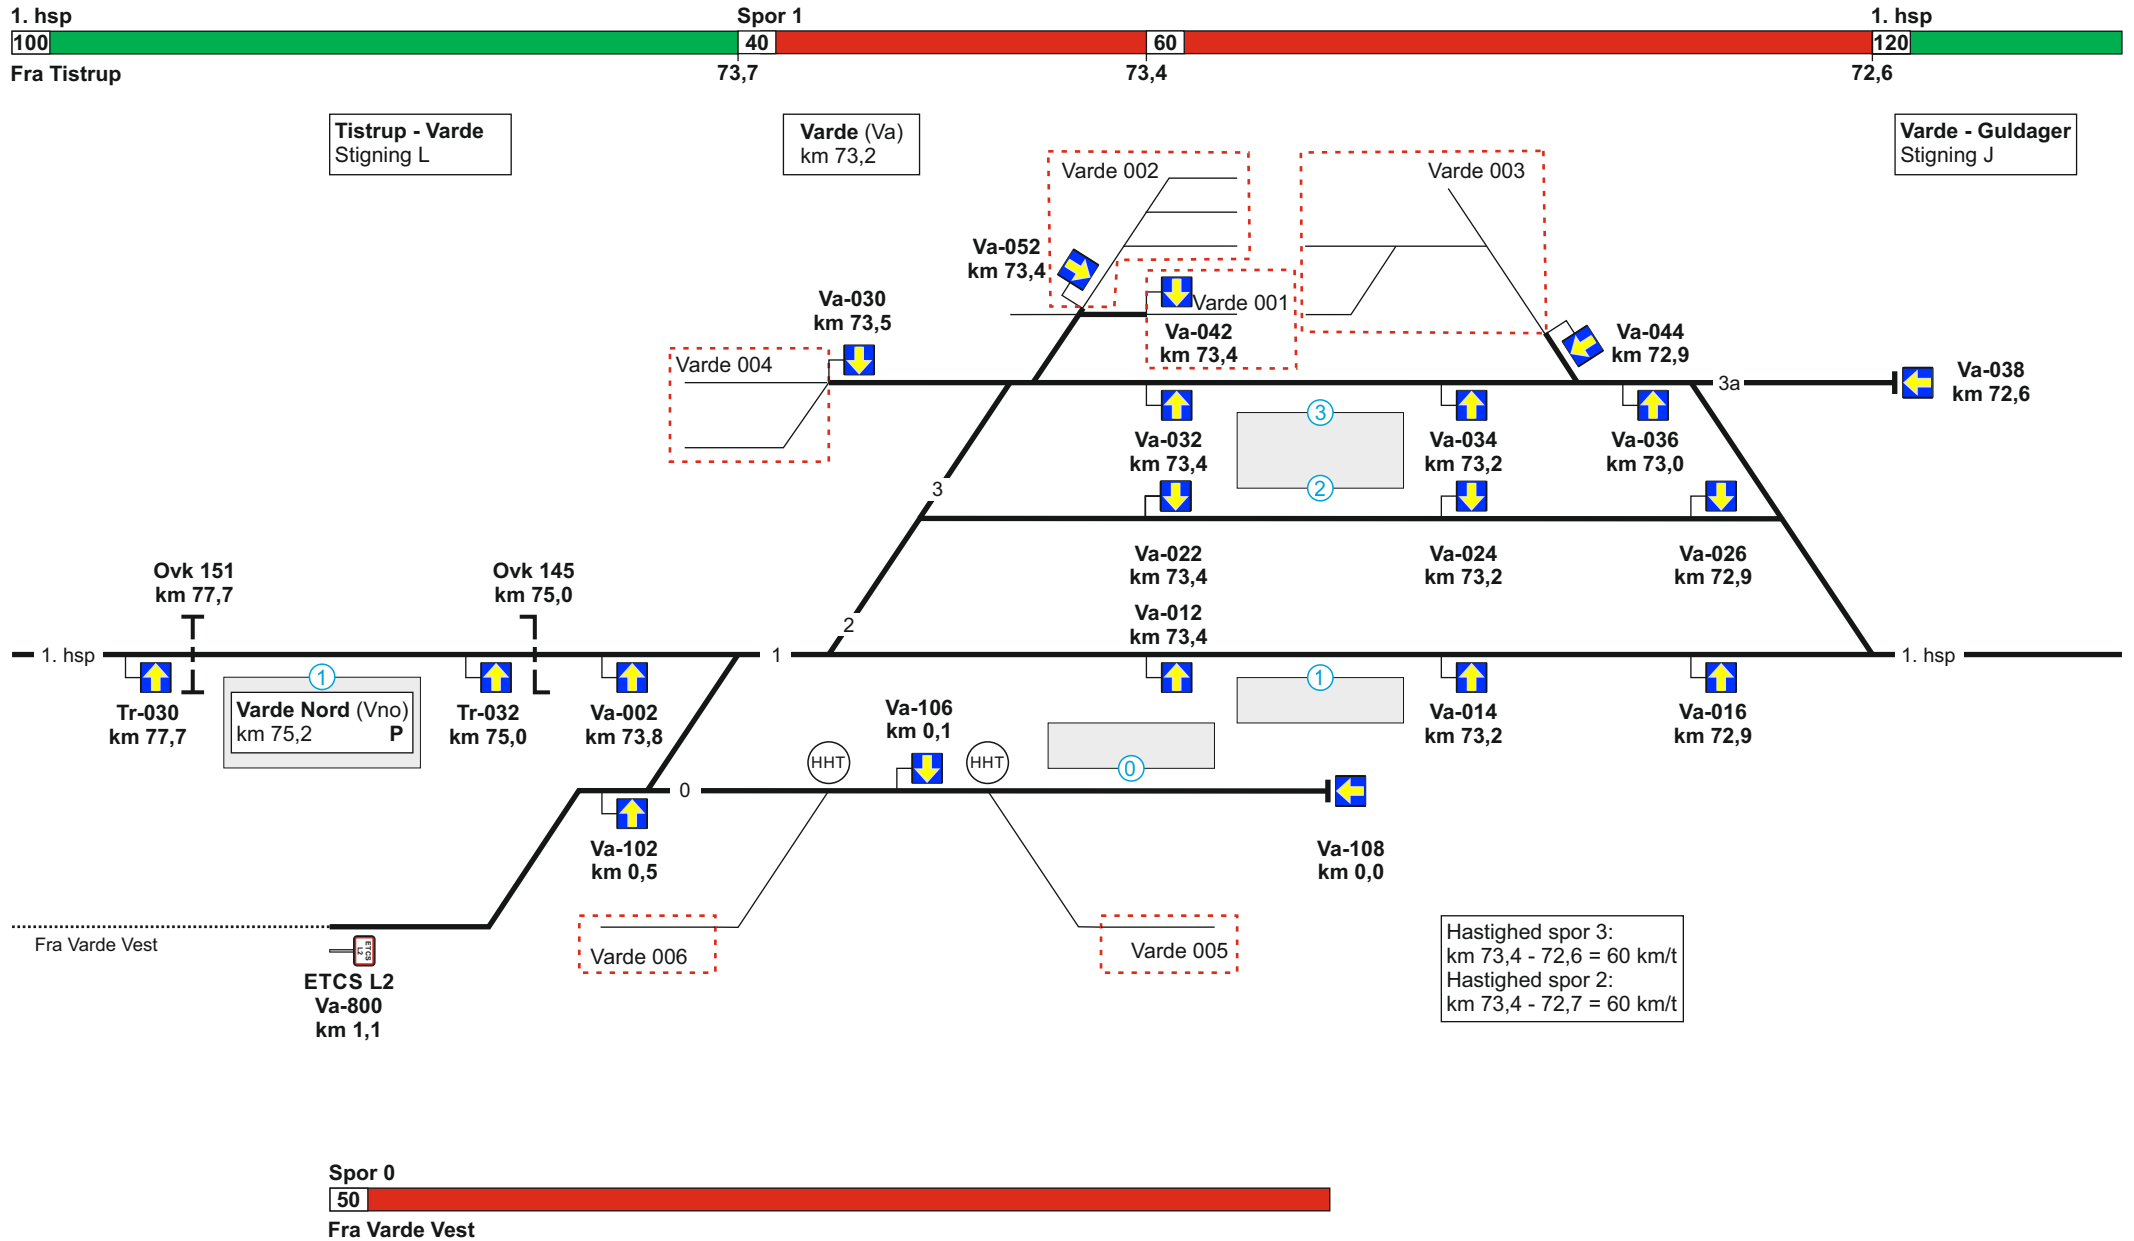 1. hsp
Spor 1
1. hsp
100
40
60
120
Fra Tistrup
73,7
73,4
72,6
Tistrup - Varde
Stigning L
Varde (Va)
km 73,2
Varde - Guldager
Stigning J
Varde 002
Varde 003
Va-052
km 73,4
Varde 001
Va-042
km 73,4
Va-030
km 73,5
Va-044
km 72,9
Varde 004
3a
Va-038
km 72,6
3
Va-032
km 73,4
Va-034
km 73,2
Va-036
km 73,0
2
3
Va-022
km 73,4
Va-024
km 73,2
Va-026
km 72,9
Ovk 151
km 77,7
Ovk 145
km 75,0
2
Va-012
km 73,4
1. hsp
1
1. hsp
1
1
Tr-030
km 77,7
Varde Nord (Vno)
km 75,2 P
Tr-032
km 75,0
Va-002
km 73,8
Va-106
km 0,1
Va-014
km 73,2
Va-016
km 72,9
HHT
HHT
0
0
Va-102
km 0,5
Va-108
km 0,0
Fra Varde Vest
ETCS
L2
ETCS L2
Va-800
km 1,1
Varde 006
Varde 005
Hastighed spor 3:
km 73,4 - 72,6 = 60 km/t
Hastighed spor 2:
km 73,4 - 72,7 = 60 km/t
Spor 0
50
Fra Varde Vest